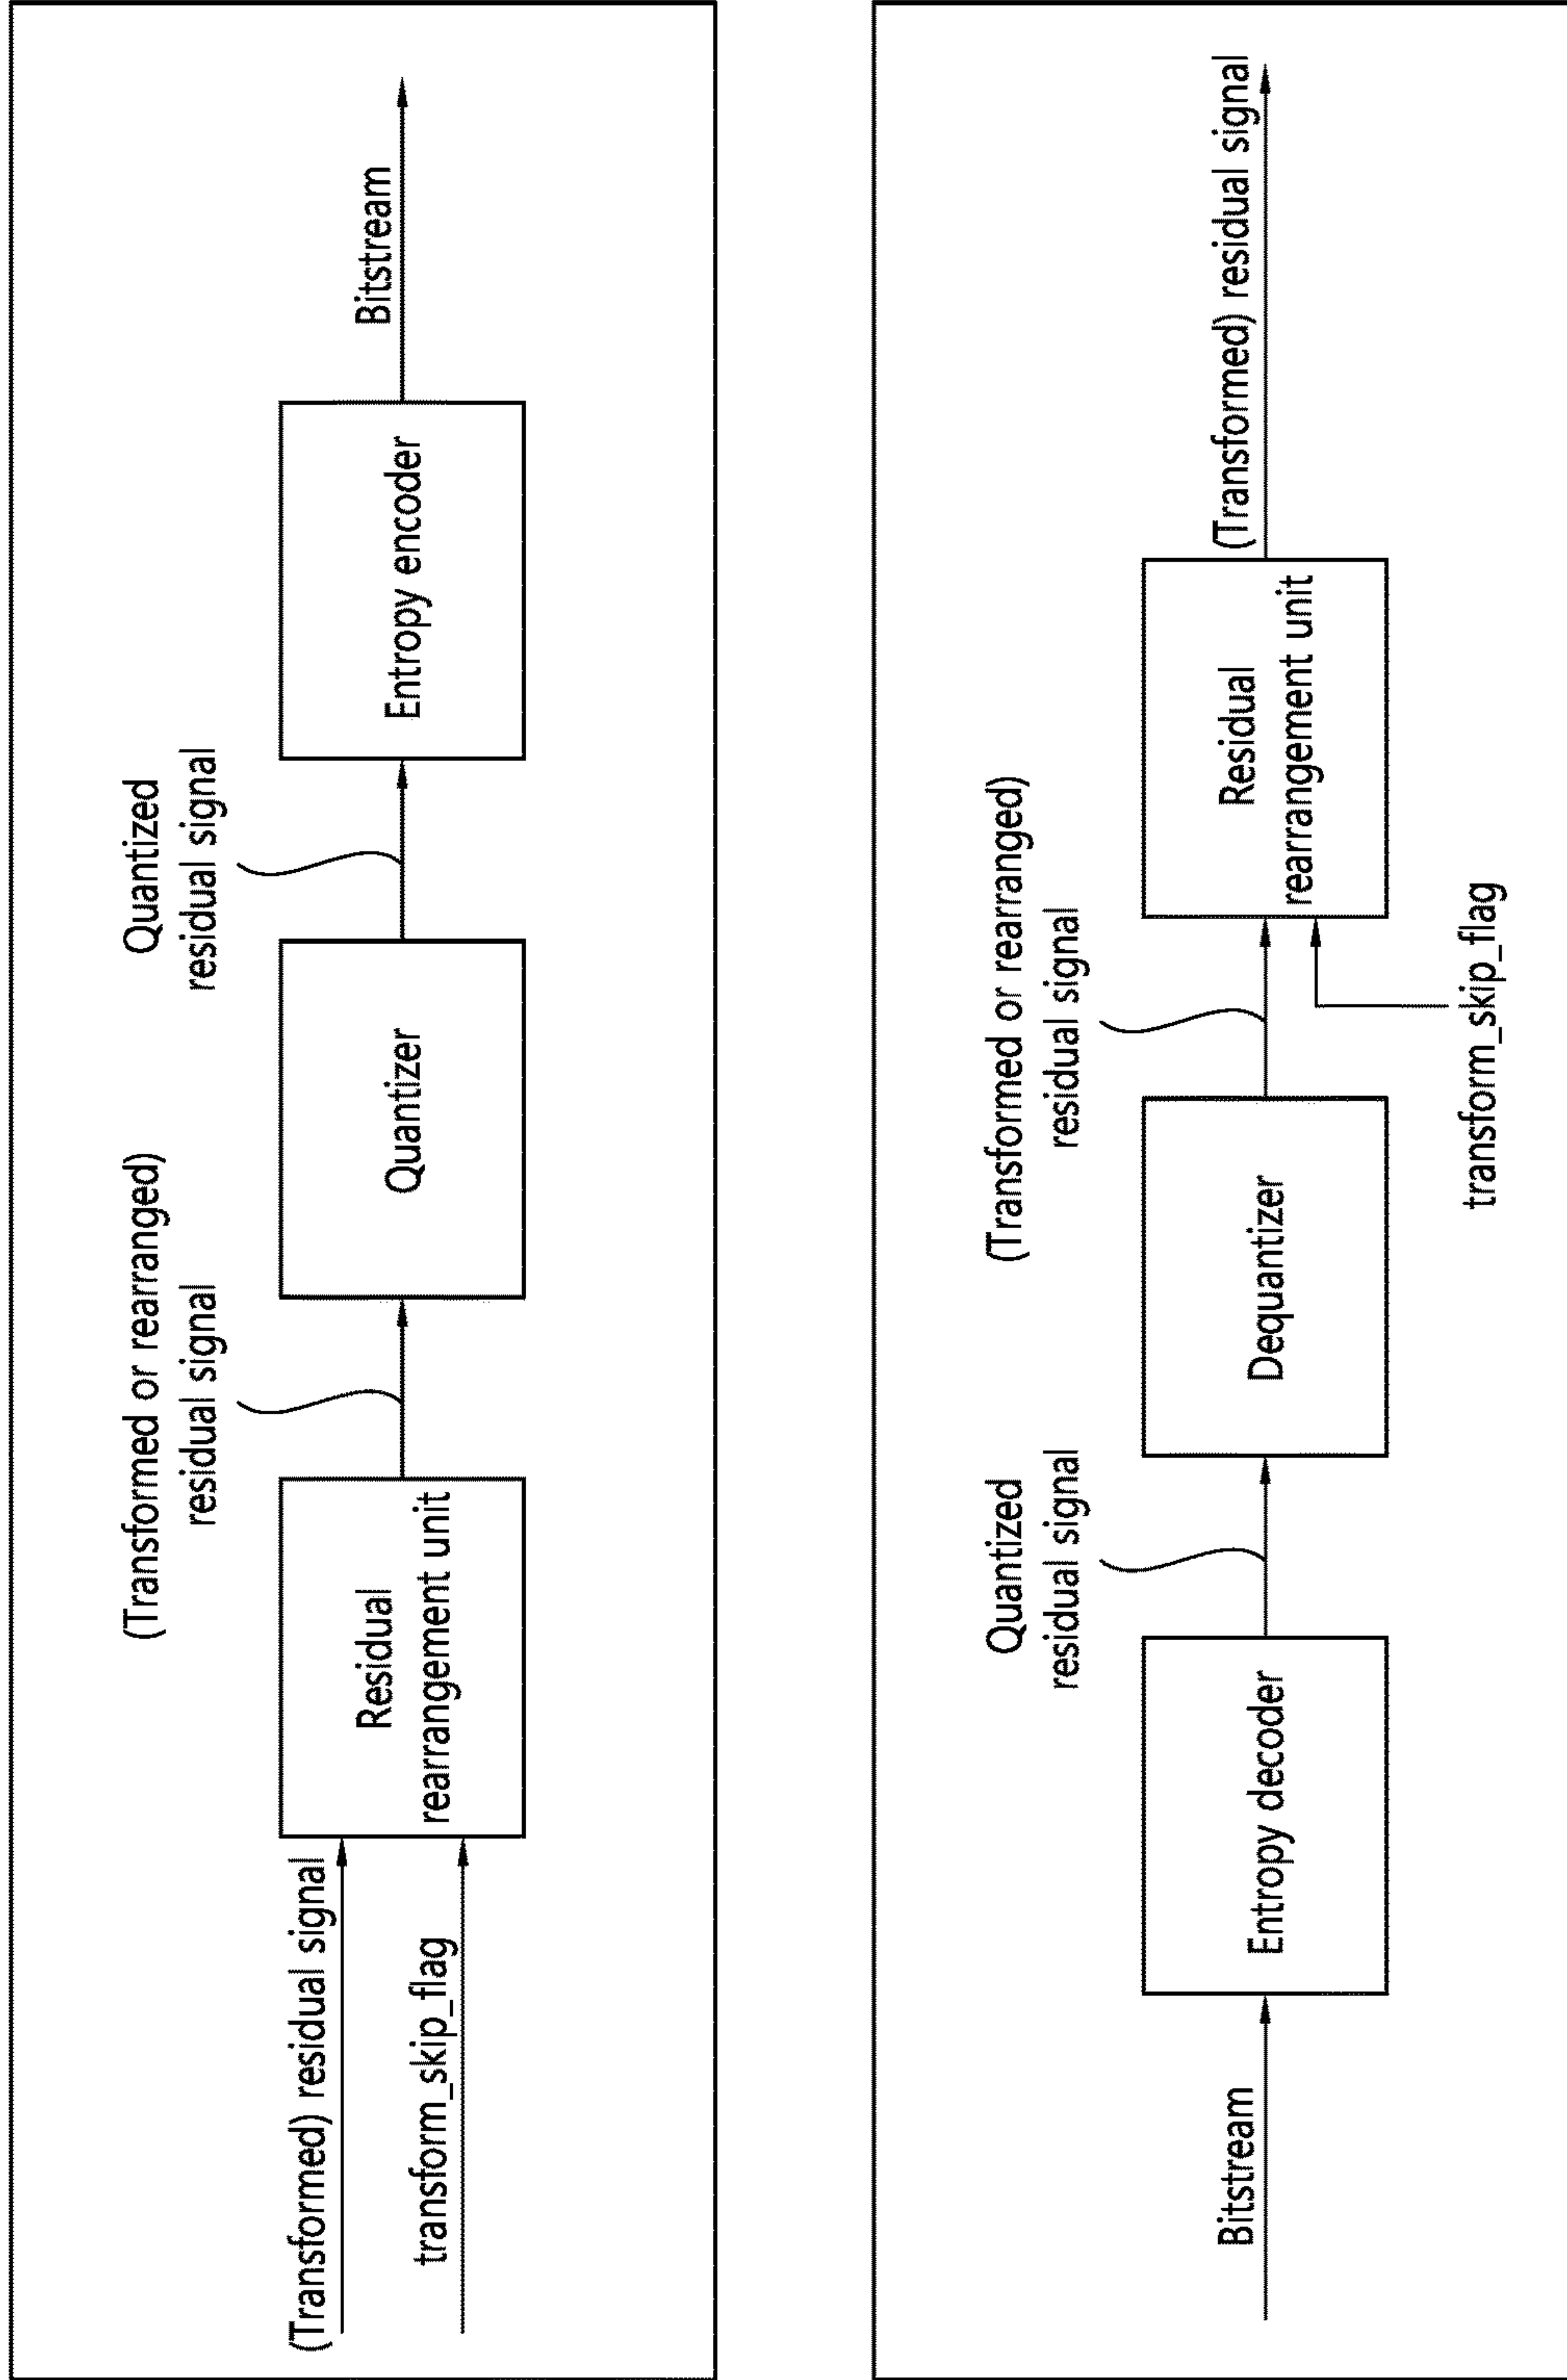 (Transformed) residual signal
transform_skip_flag
Residual
rearrangement unit
(Transformed or rearranged)
residual signal
Quantizer
Quantized
residual signal
Entropy encoder
Bitstream
Bitstream
Entropy decoder
Quantized
residual signal
Dequantizer
(Transformed or rearranged)
residual signal
transform_skip_flag
Residual
rearrangement unit
(Transformed) residual signal